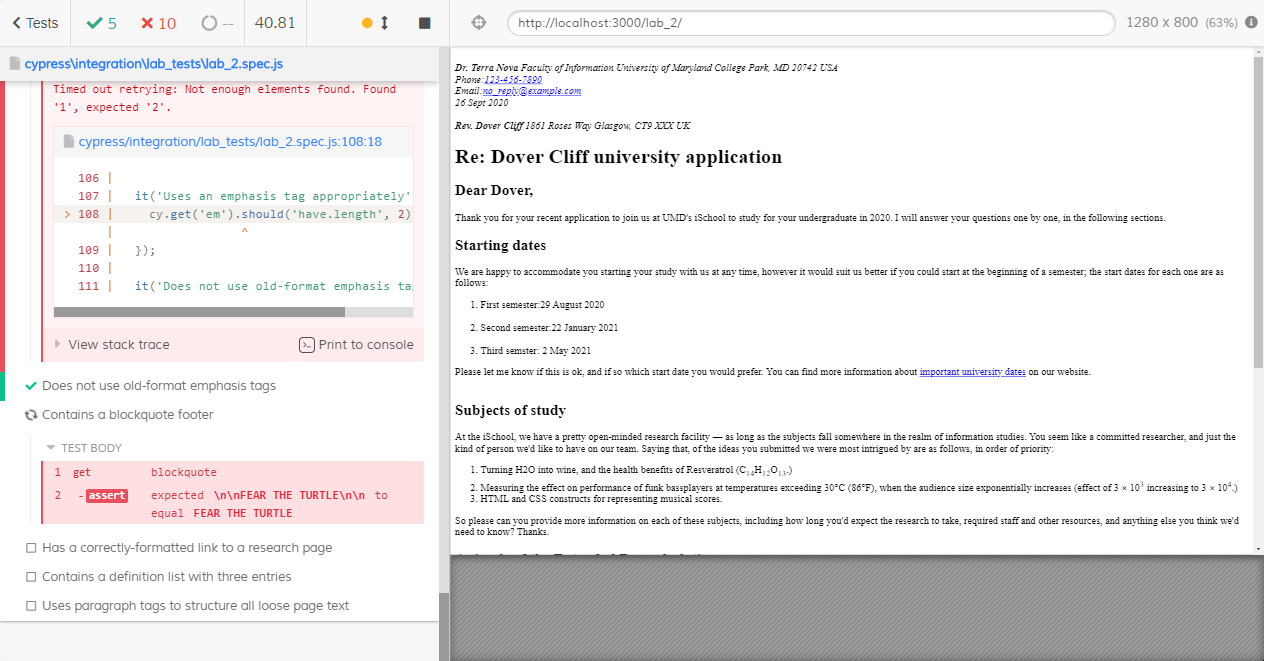 Tests
5
10
--
40.81
http://localhost:3000/lab_2/
1280 x 800 (63%)
cypress\integration\lab_tests\lab_2.spec.js
Timed out retrying: Not enough elements found. Found
'1', expected '2'.
cypress/integration/lab_tests/lab_2.spec.js:108:18
106 |
107 | it('Uses an emphasis tag appropriately'
> 108 | cy.get('em').should('have.length', 2)
| ^
109 | });
110 |
111 | it('Does not use old-format emphasis ta
View stack trace
Print to console
Does not use old-format emphasis tags
Contains a blockquote footer
TEST BODY
1 get blockquote
2 -assert expected \n\nFEAR THE TURTLE\n\n to
equal FEAR THE TURTLE
Has a correctly-formatted link to a research page
Contains a definition list with three entries
Uses paragraph tags to structure all loose page text
Dr. Terra Nova Faculty of Information University of Maryland College Park, MD 20742 USA
Phone:123-456-7890
Email:no_reply@example.com
26 Sept 2020
Rev. Dover Cliff 1861 Roses Way Glasgow, CT9 XXX UK
Re: Dover Cliff university application
Dear Dover,
Thank you for your recent application to join us at UMD's iSchool to study for your undergraduate in 2020. I will answer your questions one by one, in the following sections.
Starting dates
We are happy to accommodate you starting your study with us at any time, however it would suit us better if you could start at the beginning of a semester; the start dates for each one are as
follows:
1. First semester:29 August 2020
2. Second semester:22 January 2021
3. Third semster: 2 May 2021
Please let me know if this is ok, and if so which start date you would prefer. You can find more information about important university dates on our website.
Subjects of study
At the iSchool, we have a pretty open-minded research facility — as long as the subjects fall somewhere in the realm of information studies. You seem like a committed researcher, and just the
kind of person we'd like to have on our team. Saying that, of the ideas you submitted we were most intrigued by are as follows, in order of priority:
1. Turning H2O into wine, and the health benefits of Resveratrol (C₁₄H₁₂O₁₃.)
2. Measuring the effect on performance of funk bassplayers at temperatures exceeding 30°C (86°F), when the audience size exponentially increases (effect of 3 × 10³ increasing to 3 × 10⁴.)
3. HTML and CSS constructs for representing musical scores.
So please can you provide more information on each of these subjects, including how long you'd expect the research to take, required staff and other resources, and anything else you think we'd
need to know? Thanks.